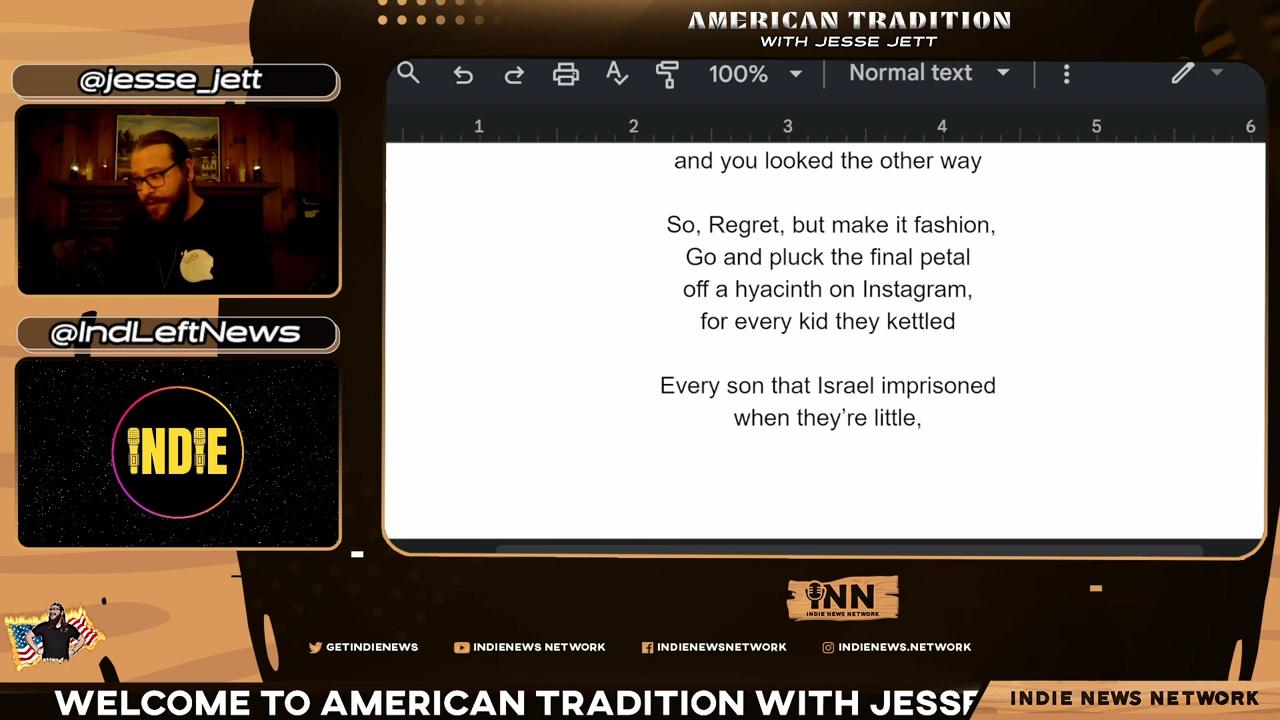 AMERICAN TRADITION
WITH JESSE JETT
@jesse_jett
100%
Normal text
1 2 3 4 5 6
and you looked the other way
So, Regret, but make it fashion,
Go and pluck the final petal
off a hyacinth on Instagram,
for every kid they kettled
Every son that Israel imprisoned
when they’re little,
@IndLeftNews
INDIE
INN
INDIE NEWS NETWORK
GETINDIENEWS
INDIENEWS NETWORK
INDIENEWSNETWORK
INDIENEWS.NETWORK
WELCOME TO AMERICAN TRADITION WITH JESSE
INDIE NEWS NETWORK